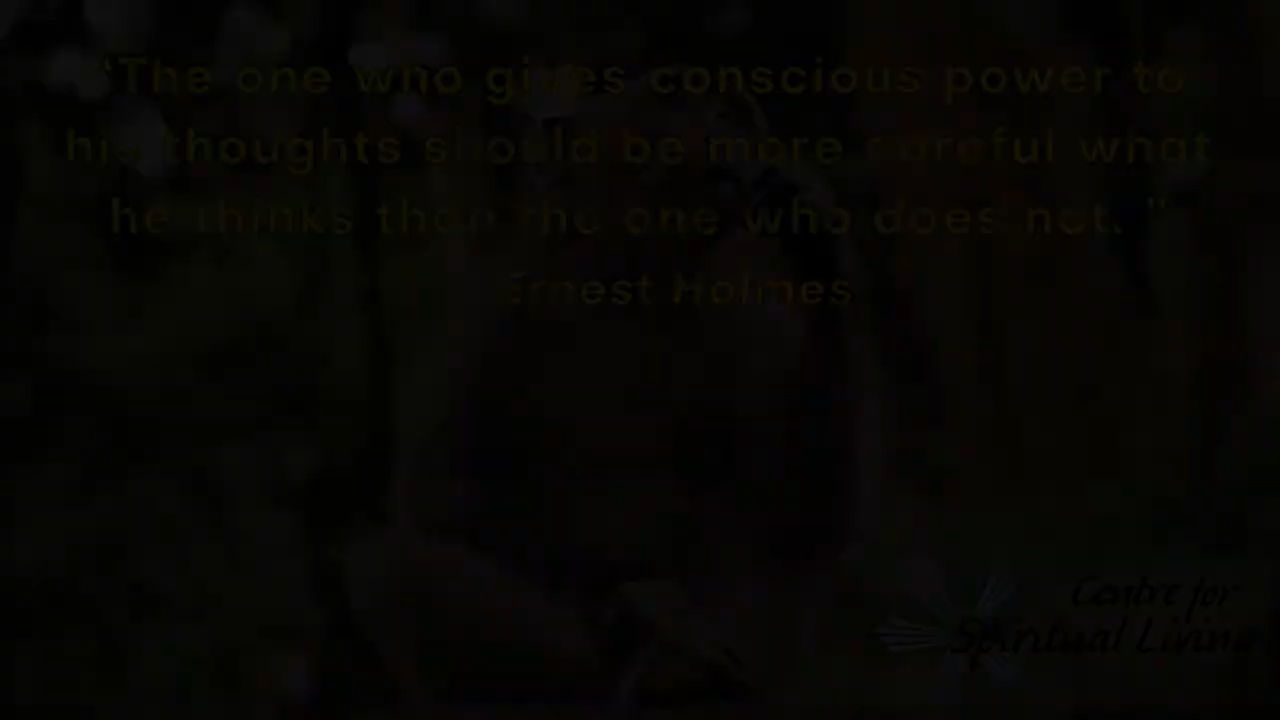 "The one who gives conscious power to
his thoughts should be more careful what
he thinks than the one who does not."
Ernest Holmes
Centre for
Spiritual Living